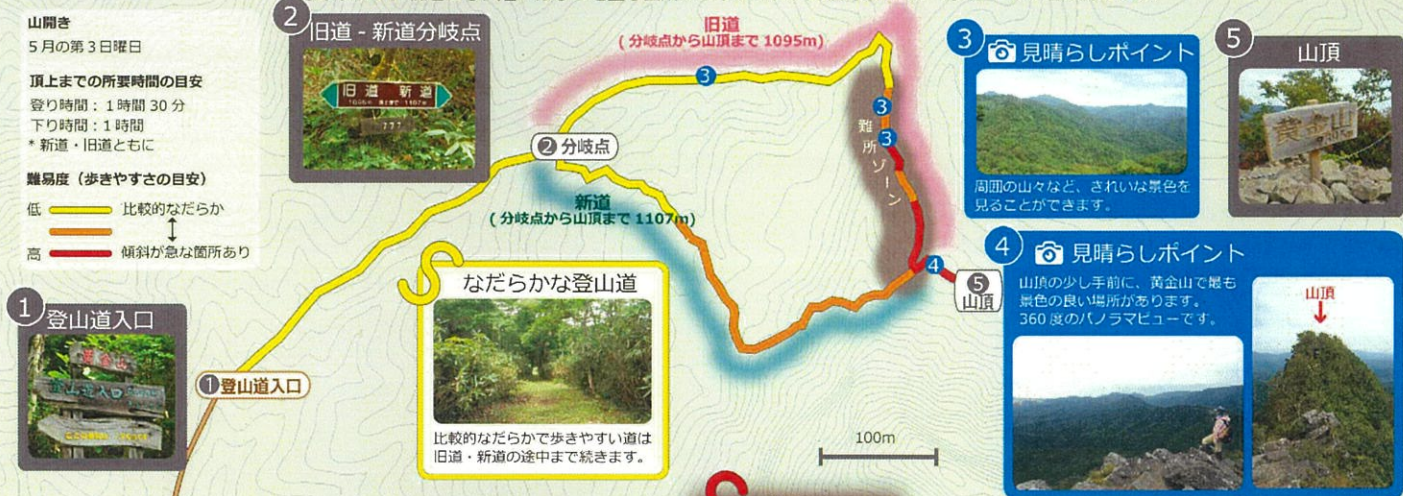 山開き
5月の第3日曜日
頂上までの所要時間の目安
登り時間:1時間30分
下り時間:1時間
*新道・旧道ともに
難易度(歩きやすさの目安)
低 比較的なだらか
高 傾斜が急な箇所あり
① 登山道入口
黄金山
登山道入口
①登山道入口
② 旧道-新道分岐点
旧道 新道
旧道
(分岐点から山頂まで 1095m)
3
②分岐点
新道
(分岐点から山頂まで 1107m)
3
3
難所ゾーン
4
⑤山頂
なだらかな登山道
比較的なだらかで歩きやすい道は
旧道・新道の途中まで続きます。
100m
③ 見晴らしポイント
周囲の山々など、きれいな景色を
見ることができます。
⑤ 山頂
黄金山
④ 見晴らしポイント
山頂の少し手前に、黄金山で最も
景色の良い場所があります。
360度のパノラマビューです。
山頂